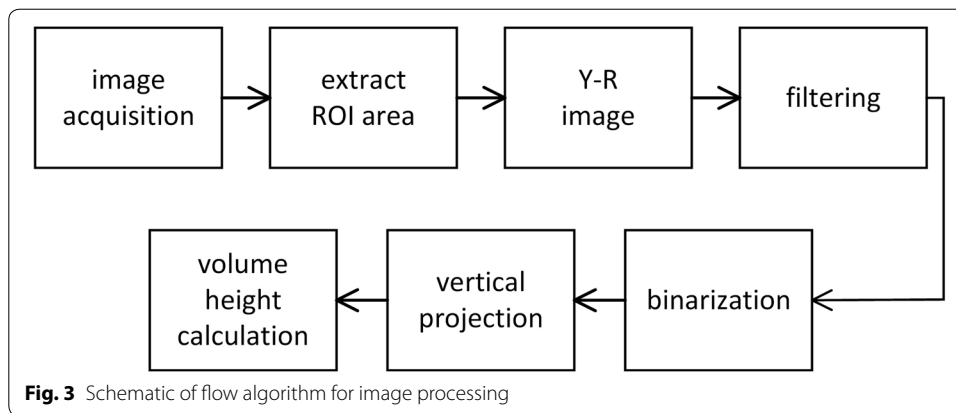 image
acquisition
extract
ROI area
Y-R
image
filtering
binarization
vertical
projection
volume
height
calculation
Fig. 3 Schematic of flow algorithm for image processing